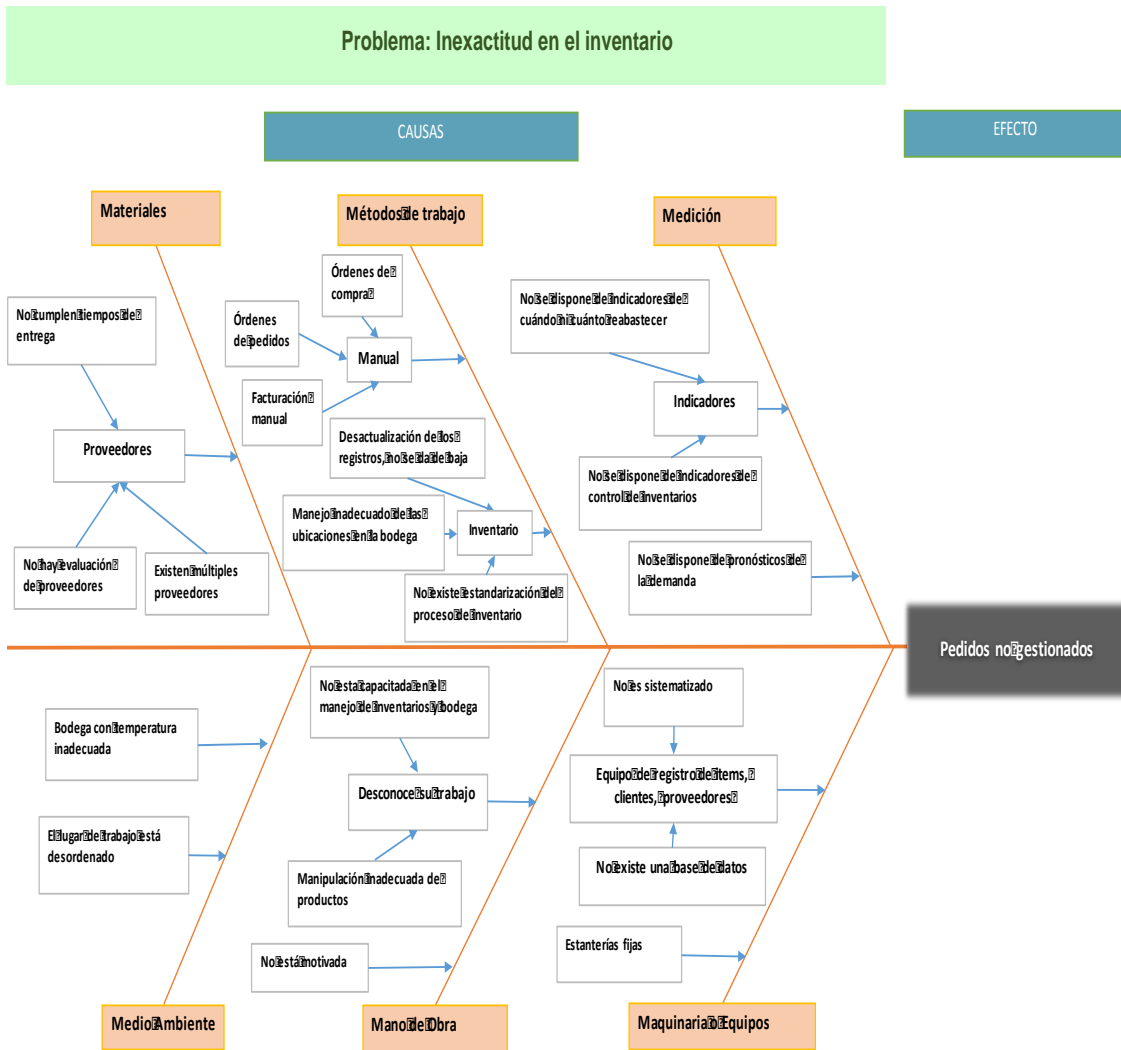 Problema: Inexactitud en el inventario
CAUSAS
EFECTO
Materiales
Métodos de trabajo
Medición
No cumplen tiempos de
entrega
Proveedores
No hay evaluación
de proveedores
Existen múltiples
proveedores
Órdenes de
compra
Órdenes
de pedidos
Manual
Facturación
manual
Desactualización de los
registros, no se da de baja
Manejo inadecuado de las
ubicaciones en la bodega
Inventario
No existe estandarización del
proceso de inventario
No se dispone de indicadores de
cuándo ni cuánto reabastecer
Indicadores
No se dispone de indicadores de
control de inventarios
No se dispone de pronósticos de
la demanda
Pedidos no gestionados
Bodega con temperatura
inadecuada
El lugar de trabajo está
desordenado
No esta capacitada en el
manejo de inventarios y bodega
Desconoce su trabajo
Manipulación inadecuada de
productos
No está motivada
No es sistematizado
Equipo de registro de ítems,
clientes, proveedores
No existe una base de datos
Estanterías fijas
Medio Ambiente
Mano de Obra
Maquinaria o Equipos